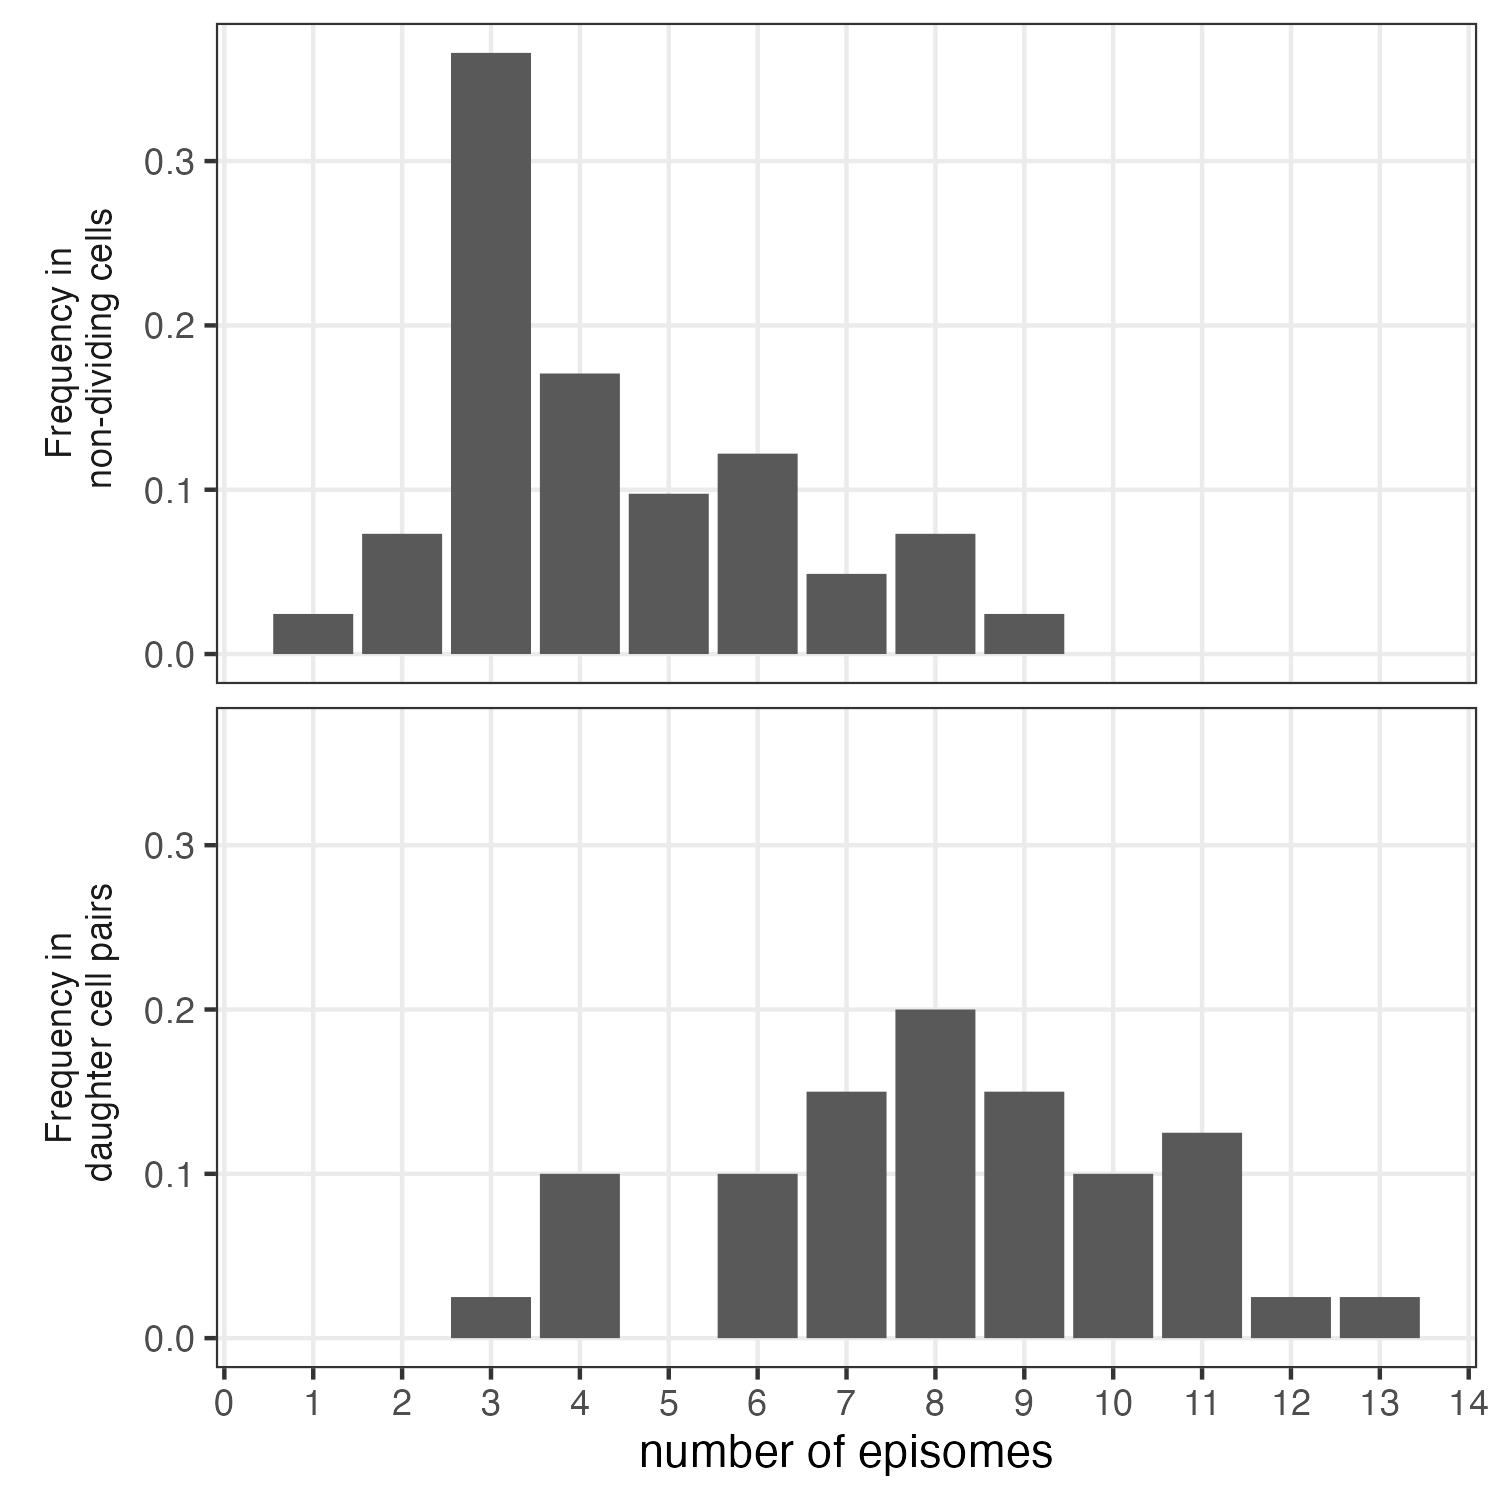 Frequency in
non-dividing cells
0.3
0.2
0.1
0.0
Frequency in
daughter cell pairs
0.3
0.2
0.1
0.0
0 1 2 3 4 5 6 7 8 9 10 11 12 13 14
number of episomes